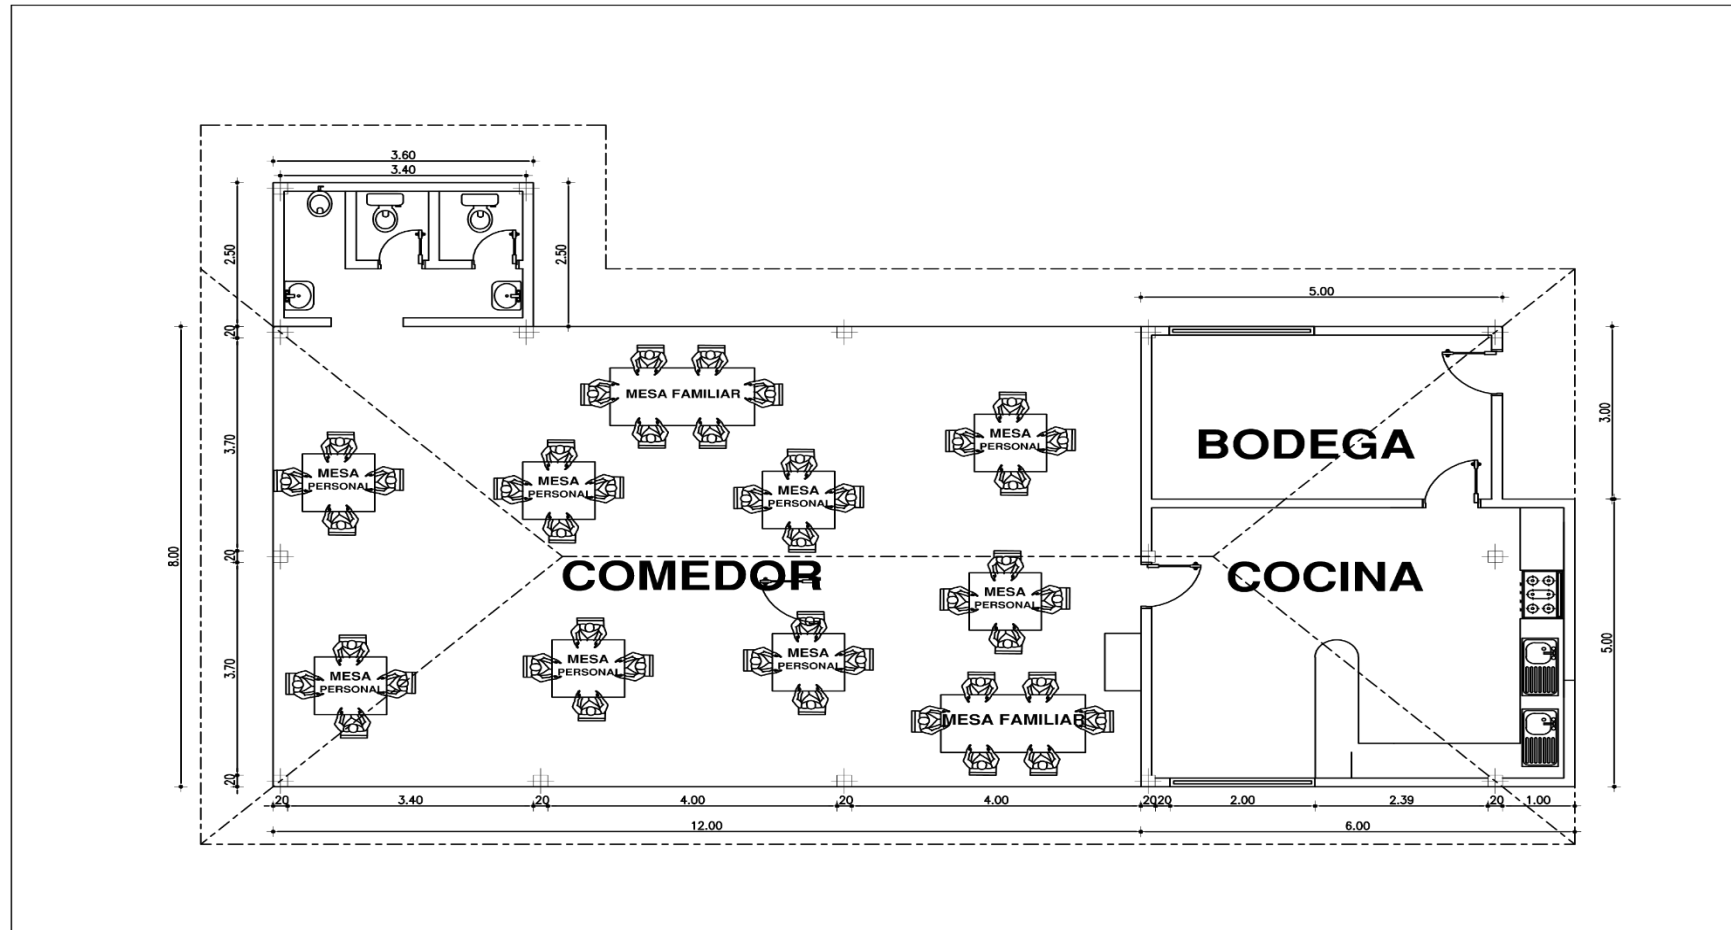 3.60
3.40
2.50
2.50
5.00
20
MESA FAMILIAR
3.00
3.70
MESA
PERSONAL
BODEGA
MESA
PERSONAL
MESA
PERSONAL
MESA
PERSONAL
8.00
20
COMEDOR
COCINA
MESA
PERSONAL
5.00
3.70
MESA
PERSONAL
MESA
PERSONAL
MESA
PERSONAL
MESA FAMILIAR
20
20
3.40
20
4.00
20
4.00
20
20
2.00
2.39
20
1.00
12.00
6.00